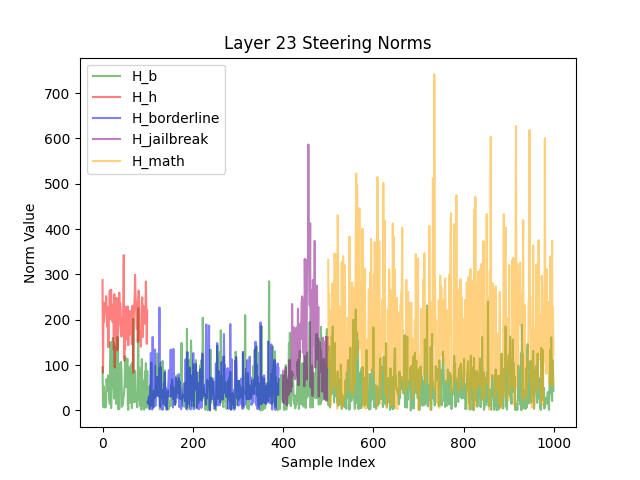 Layer 23 Steering Norms
H_b
H_h
H_borderline
H_jailbreak
H_math
Norm Value
700
600
500
400
300
200
100
0
0 200 400 600 800 1000
Sample Index